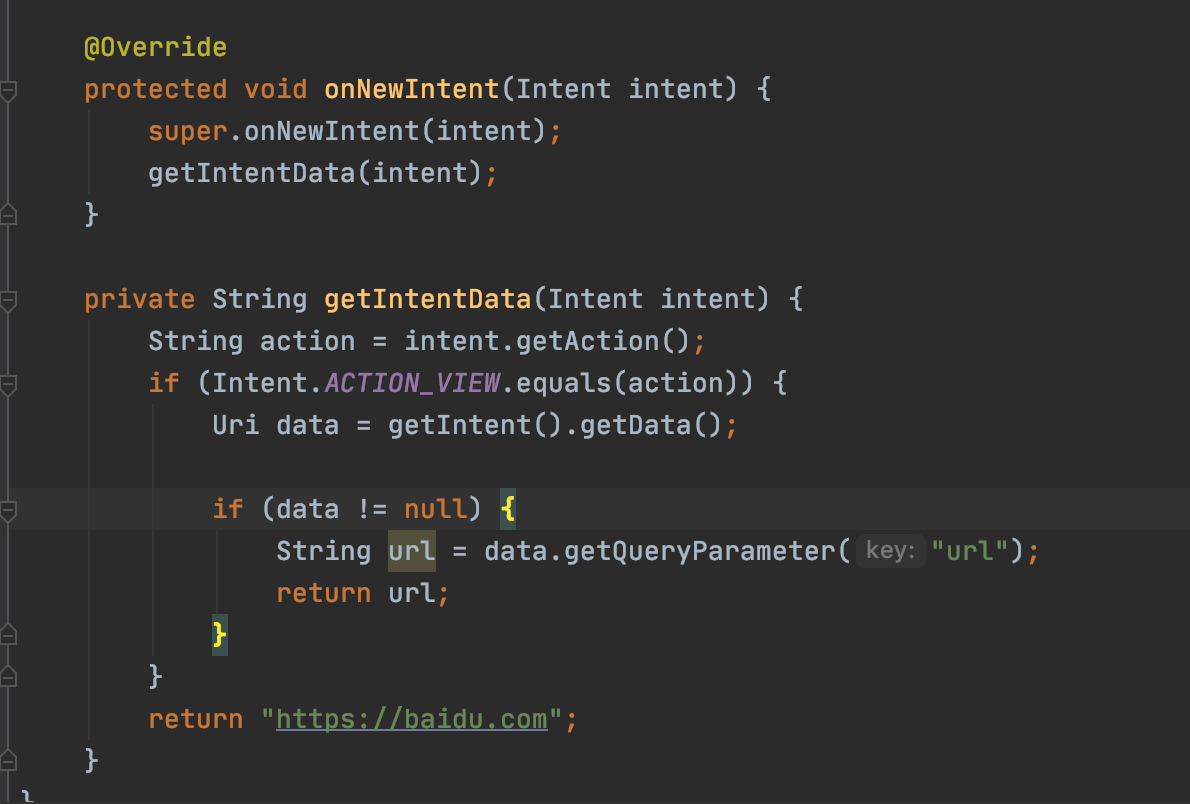 @Override
protected void onNewIntent(Intent intent) {
super.onNewIntent(intent);
getIntentData(intent);
}
private String getIntentData(Intent intent) {
String action = intent.getAction();
if (Intent.ACTION_VIEW.equals(action)) {
Uri data = getIntent().getData();
if (data != null) {
String url = data.getQueryParameter( key: "url");
return url;
}
}
return "https://baidu.com";
}
}